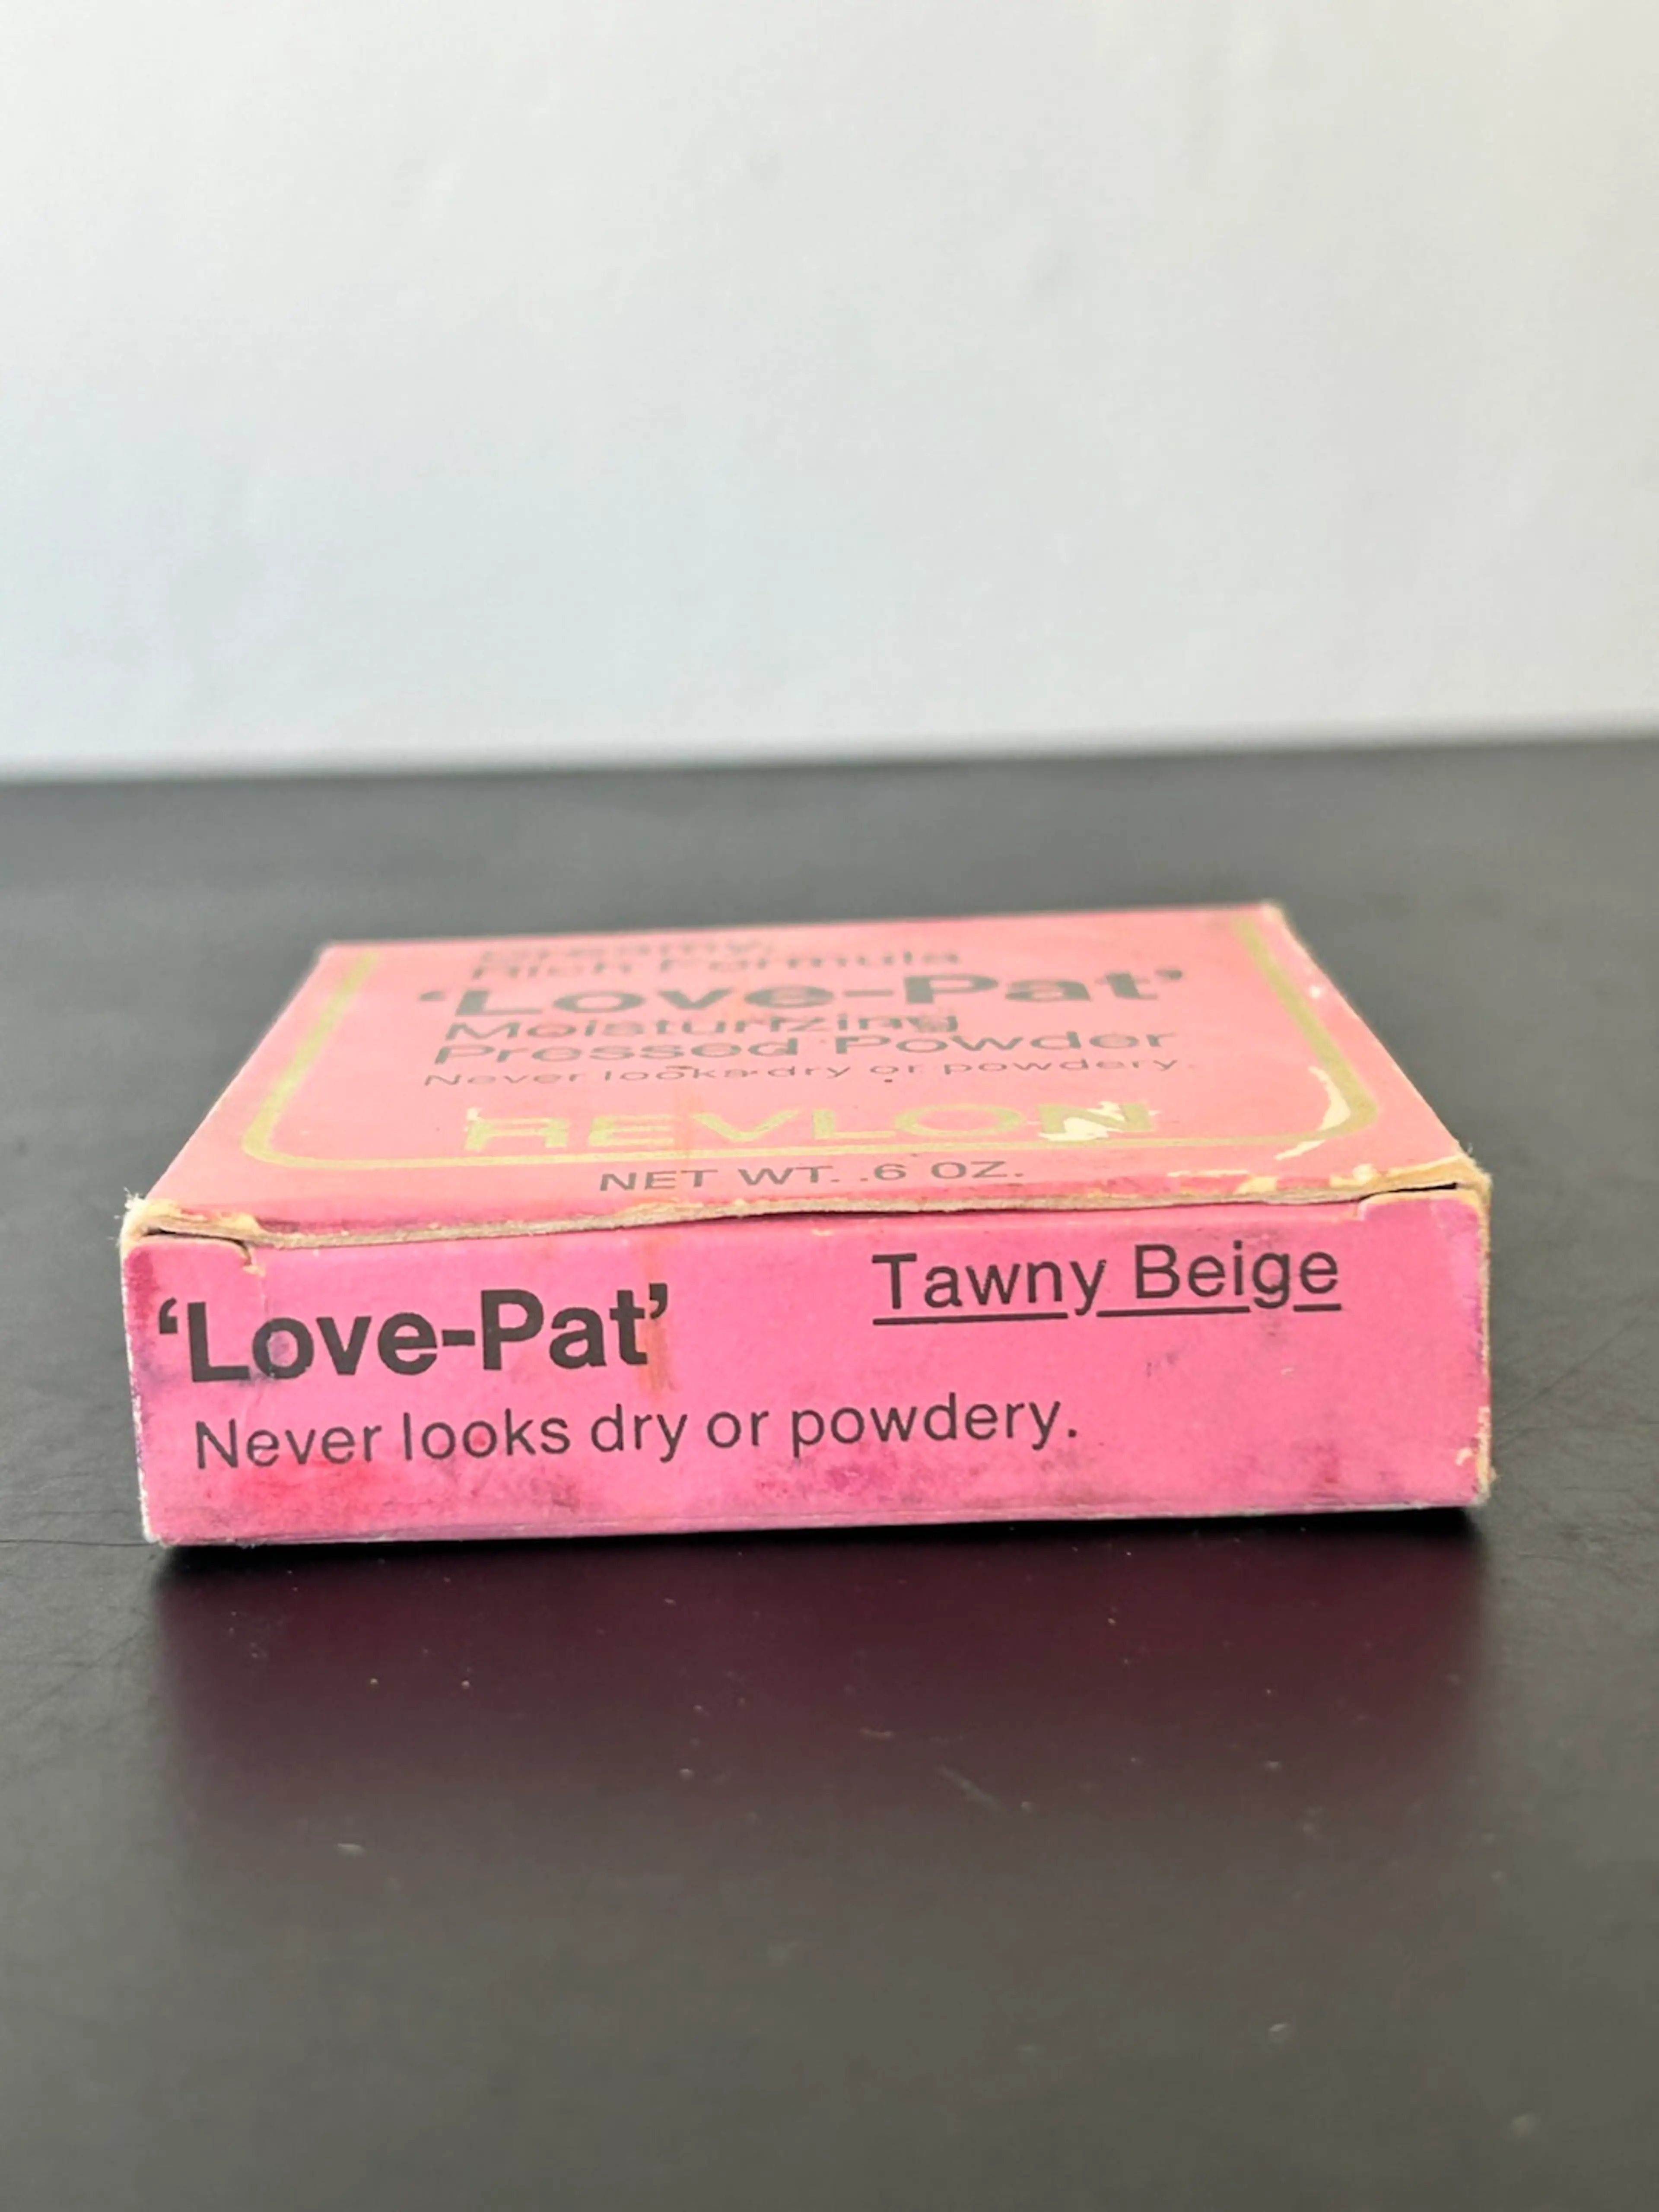 Creamy,
Rich Formula
‘Love-Pat’
Moisturizing
Pressed Powder
Never looks dry or powdery.
REVLON
NET WT. .6 OZ.
‘Love-Pat’
Tawny Beige
Never looks dry or powdery.